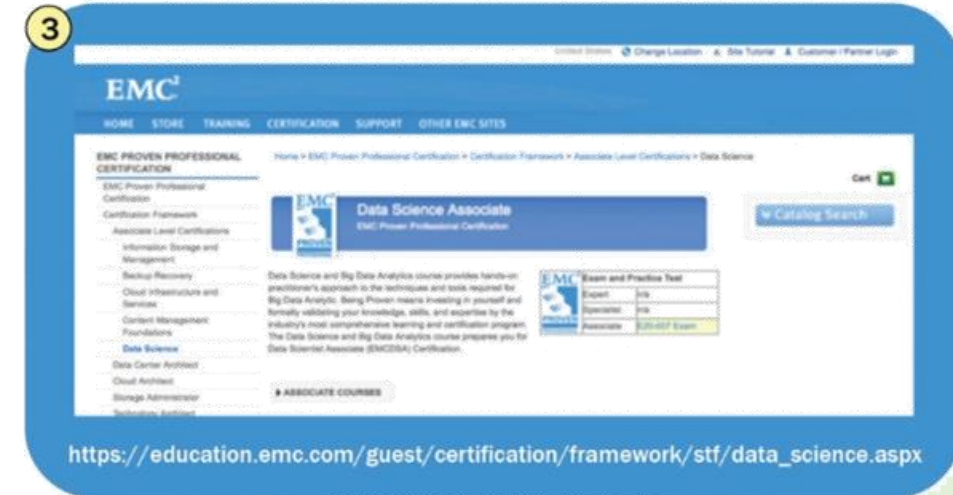 3
United States Change Location Site Tutorial Customer / Partner Login
EMC²
HOME STORE TRAINING CERTIFICATION SUPPORT OTHER EMC SITES
EMC PROVEN PROFESSIONAL CERTIFICATION
Home > EMC Proven Professional Certification > Certification Framework > Associate Level Certifications > Data Science
Cart
EMC Proven Professional Certification
Certification Framework
Associate Level Certifications
Information Storage and Management
Backup Recovery
Cloud Infrastructure and Services
Content Management Foundations
Data Science
Data Center Architect
Cloud Architect
Storage Administrator
Technology Architect
EMC
PROVEN
Data Science Associate
EMC Proven Professional Certification
Catalog Search
Data Science and Big Data Analytics course provides hands-on
practitioner's approach to the techniques and tools required for
Big Data Analytic. Being Proven means investing in yourself and
formally validating your knowledge, skills, and expertise by the
industry's most comprehensive learning and certification program.
The Data Science and Big Data Analytics course prepares you for
Data Scientist Associate (EMCDSA) Certification.
EMC
Exam and Practice Test
Expert n/a
Specialist n/a
Associate E20-007 Exam
ASSOCIATE COURSES
https://education.emc.com/guest/certification/framework/stf/data_science.aspx